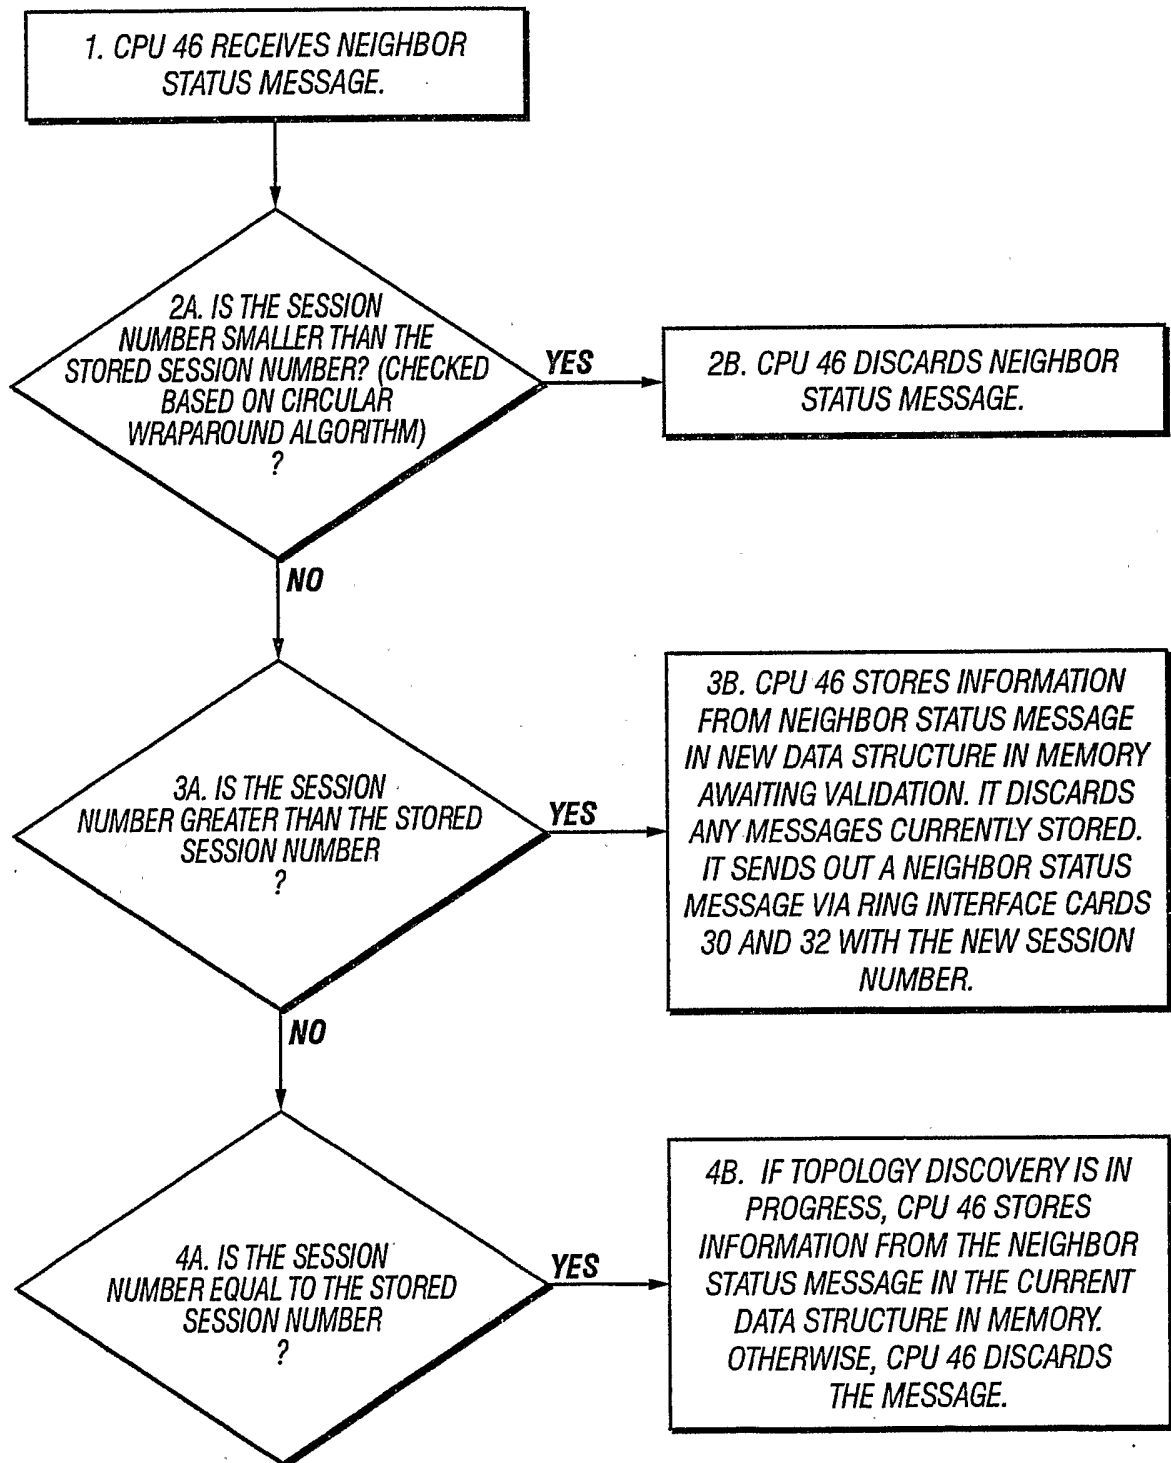 1. CPU 46 RECEIVES NEIGHBOR
STATUS MESSAGE.
2A. IS THE SESSION
NUMBER SMALLER THAN THE
STORED SESSION NUMBER? (CHECKED
BASED ON CIRCULAR
WRAPAROUND ALGORITHM)
?
YES
2B. CPU 46 DISCARDS NEIGHBOR
STATUS MESSAGE.
NO
3A. IS THE SESSION
NUMBER GREATER THAN THE STORED
SESSION NUMBER
?
YES
3B. CPU 46 STORES INFORMATION
FROM NEIGHBOR STATUS MESSAGE
IN NEW DATA STRUCTURE IN MEMORY
AWAITING VALIDATION. IT DISCARDS
ANY MESSAGES CURRENTLY STORED.
IT SENDS OUT A NEIGHBOR STATUS
MESSAGE VIA RING INTERFACE CARDS
30 AND 32 WITH THE NEW SESSION
NUMBER.
NO
4A. IS THE SESSION
NUMBER EQUAL TO THE STORED
SESSION NUMBER
?
YES
4B. IF TOPOLOGY DISCOVERY IS IN
PROGRESS, CPU 46 STORES
INFORMATION FROM THE NEIGHBOR
STATUS MESSAGE IN THE CURRENT
DATA STRUCTURE IN MEMORY.
OTHERWISE, CPU 46 DISCARDS
THE MESSAGE.